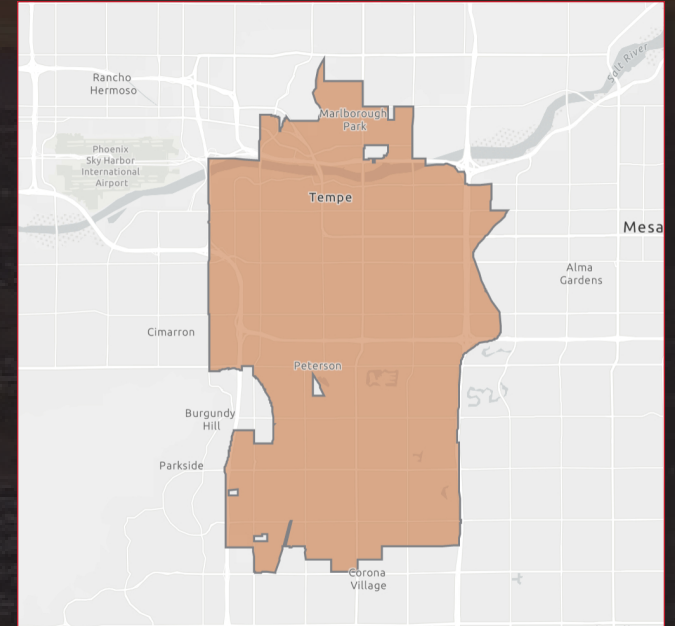 Salt River
Rancho
Hermoso
Marlborough
Park
Phoenix
Sky Harbor
International
Airport
Tempe
Mesa
Alma
Gardens
Cimarron
Peterson
Burgundy
Hill
Parkside
Corona
Village